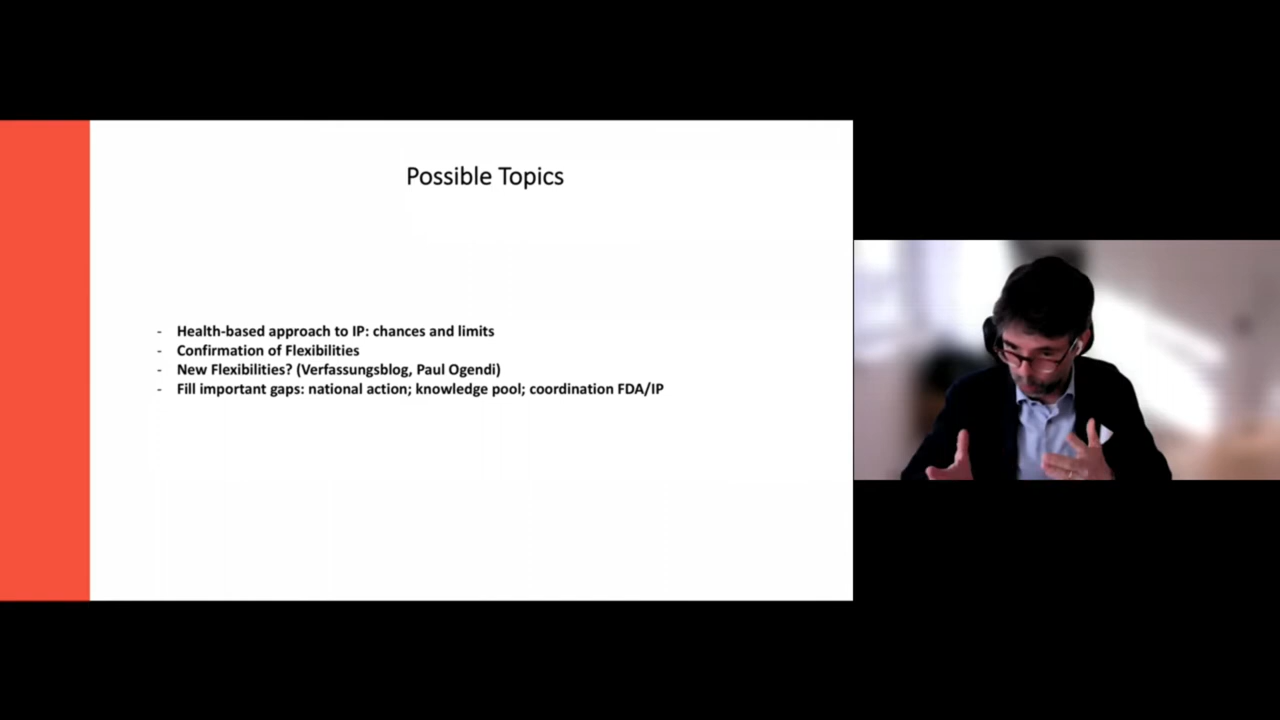 Possible Topics
- Health-based approach to IP: chances and limits
- Confirmation of Flexibilities
- New Flexibilities? (Verfassungsblog, Paul Ogendi)
- Fill important gaps: national action; knowledge pool; coordination FDA/IP